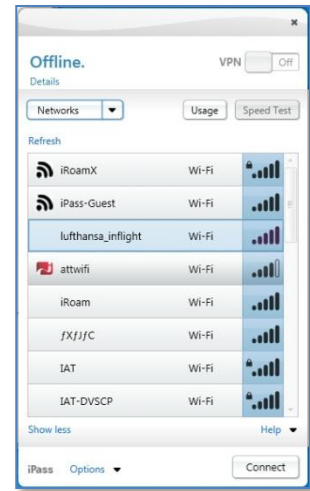 Offline.
VPN Off
Details
Networks
Usage Speed Test
Refresh
iRoamX Wi-Fi
iPass-Guest Wi-Fi
lufthansa_inflight Wi-Fi
attwifi Wi-Fi
iRoam Wi-Fi
ƒXƒJƒC Wi-Fi
IAT Wi-Fi
IAT-DVSCP Wi-Fi
Show less Help
iPass Options Connect